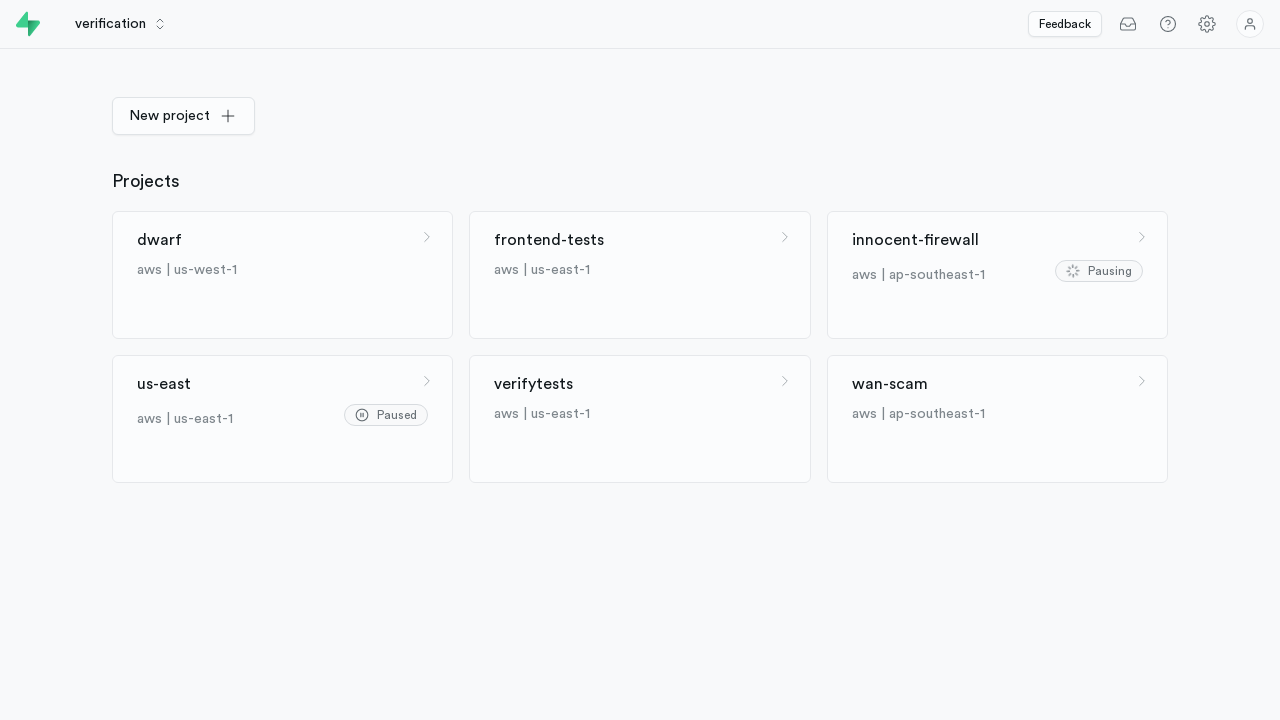 verification
Feedback
New project
Projects
dwarf
aws | us-west-1
frontend-tests
aws | us-east-1
innocent-firewall
aws | ap-southeast-1
Pausing
us-east
aws | us-east-1
Paused
verifytests
aws | us-east-1
wan-scam
aws | ap-southeast-1